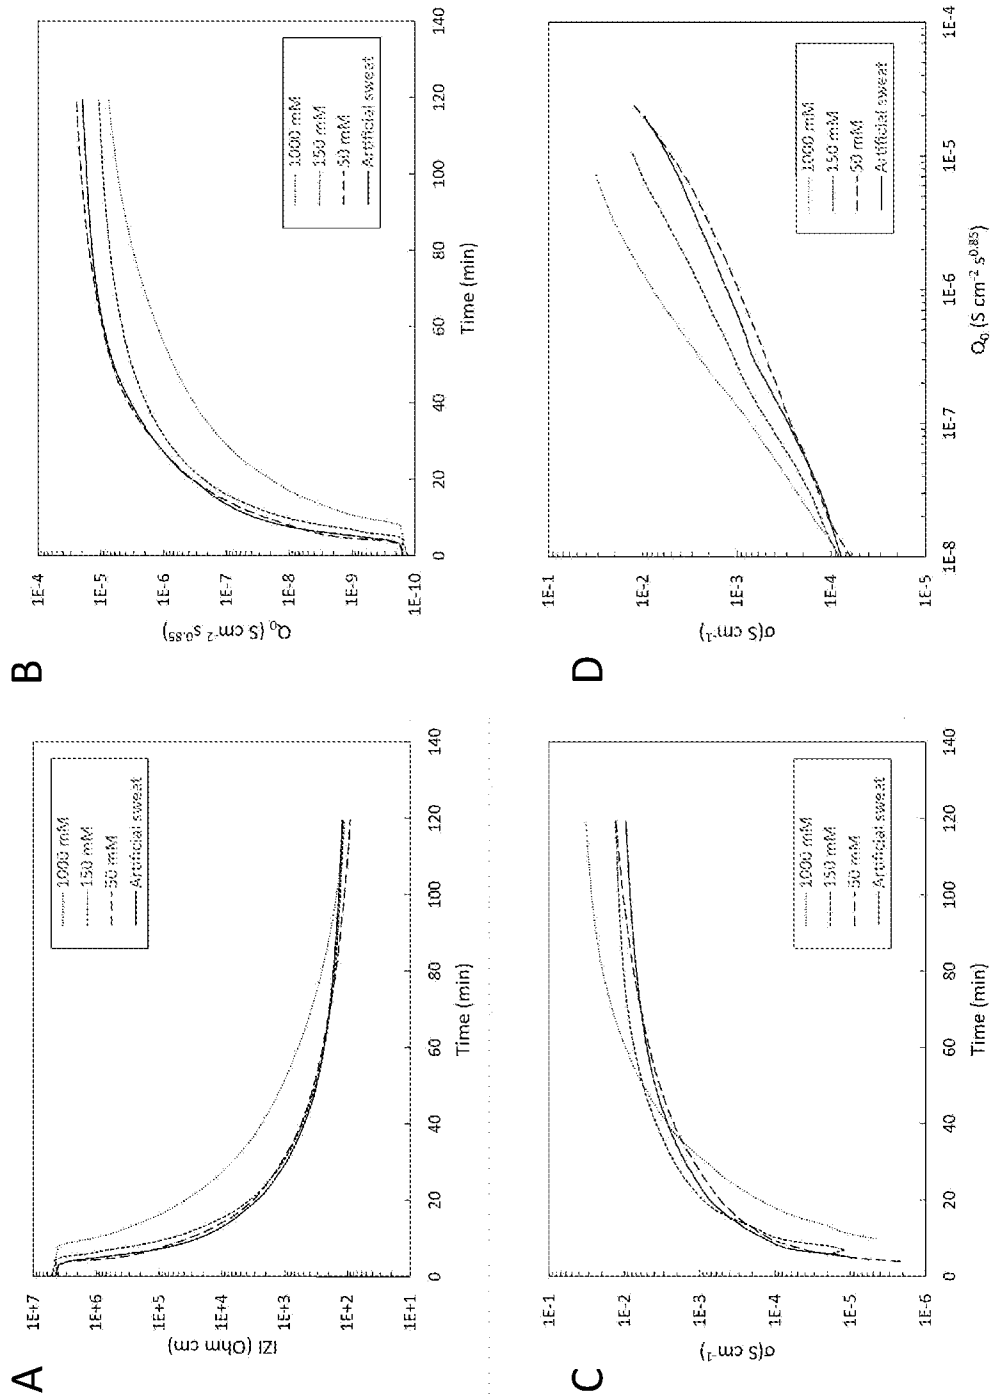 A
1E+7
1E+6
1E+5
1E+4
1E+3
1E+2
1E+1
|Z| (Ohm cm)
0
20
40
60
80
100
120
140
Time (min)
1000 mM
150 mM
50 mM
Artificial sweat
B
1E-4
1E-5
1E-6
1E-7
1E-8
1E-9
1E-10
Q0 (S cm-2 s0.85)
0
20
40
60
80
100
120
140
Time (min)
1000 mM
150 mM
50 mM
Artificial sweat
C
1E-1
1E-2
1E-3
1E-4
1E-5
1E-6
σ(S cm-1)
0
20
40
60
80
100
120
140
Time (min)
1000 mM
150 mM
50 mM
Artificial sweat
D
1E-1
1E-2
1E-3
1E-4
1E-5
σ(S cm-1)
1E-8
1E-7
1E-6
1E-5
1E-4
Q0 (S cm-2 s0.85)
1000 mM
150 mM
50 mM
Artificial sweat